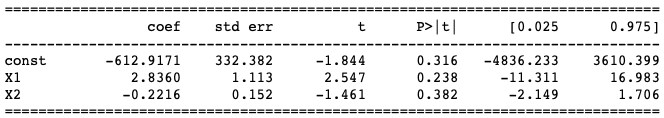 ==============================================================================
coef std err t P>|t| [0.025 0.975]
------------------------------------------------------------------------------
const -612.9171 332.382 -1.844 0.316 -4836.233 3610.399
X1 2.8360 1.113 2.547 0.238 -11.311 16.983
X2 -0.2216 0.152 -1.461 0.382 -2.149 1.706
==============================================================================